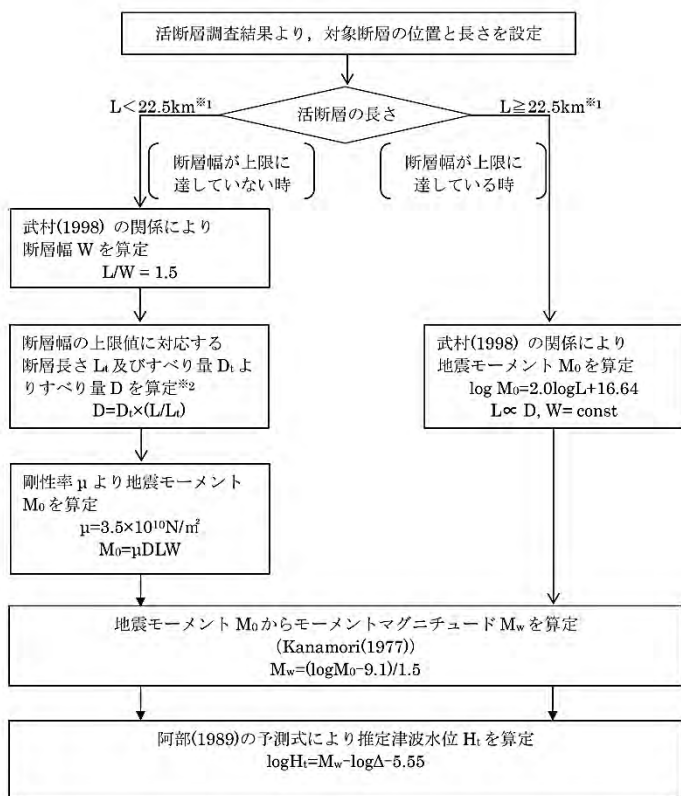 活断層調査結果より，対象断層の位置と長さを設定
L＜22.5km※1
L≧22.5km※1
活断層の長さ
断層幅が上限に
達していない時
断層幅が上限に
達している時
武村(1998) の関係により
断層幅 W を算定
L/W = 1.5
断層幅の上限値に対応する
断層長さ Lt 及びすべり量 Dt よ
りすべり量 D を算定※2
D=Dt×(L/Lt)
武村(1998) の関係により
地震モーメント M0 を算定
log M0=2.0logL+16.64
L∝ D, W= const
剛性率 μ より地震モーメント
M0 を算定
μ=3.5×10¹⁰N/㎡
M0=μDLW
地震モーメント M0 からモーメントマグニチュード Mw を算定
（Kanamori(1977)）
Mw=(logM0-9.1)/1.5
阿部(1989)の予測式により推定津波水位 Ht を算定
logHt=Mw-logΔ-5.55